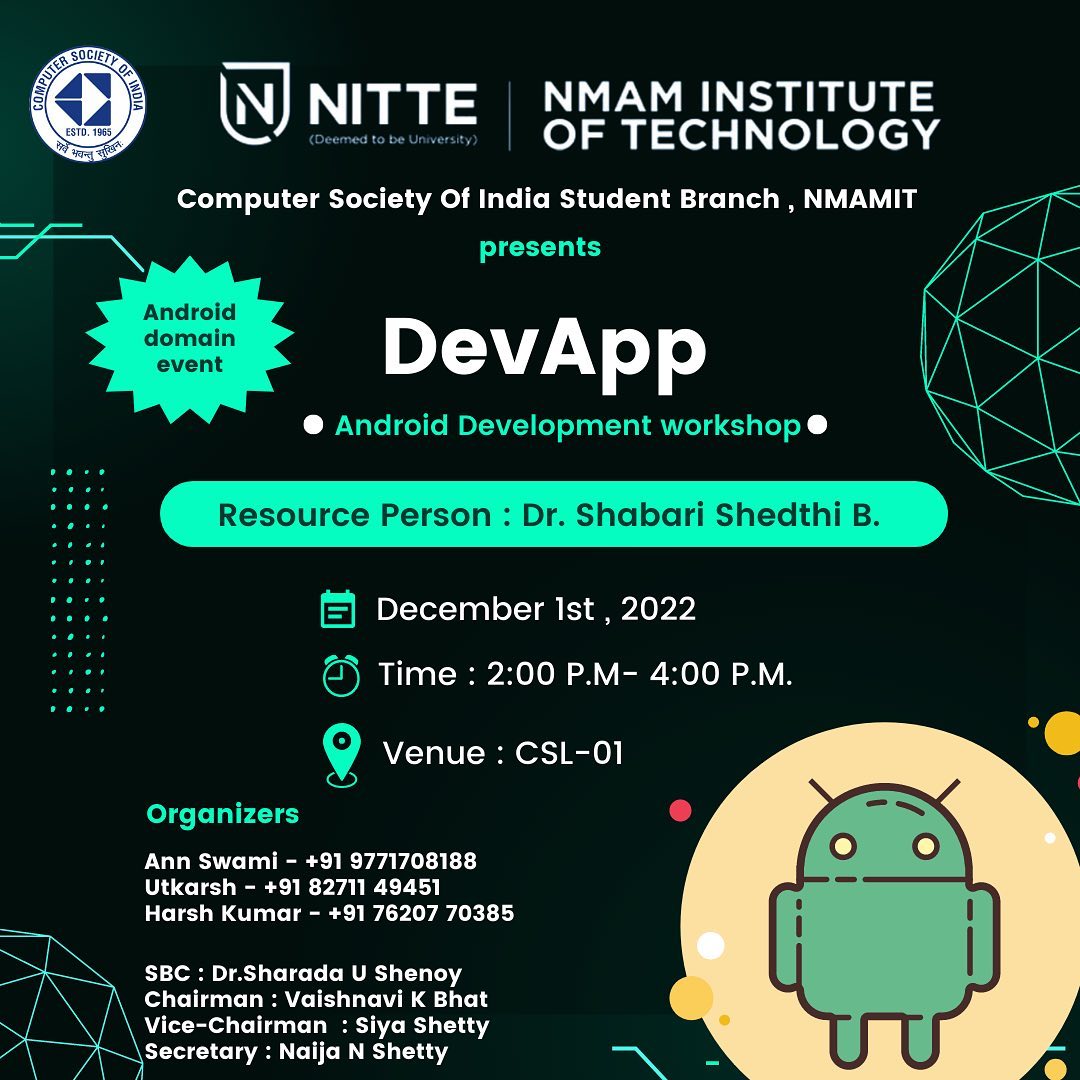 COMPUTER SOCIETY OF INDIA
ESTD. 1965
सर्वे भवन्तु सुखिनः
N NITTE
(Deemed to be University)
NMAM INSTITUTE
OF TECHNOLOGY
Computer Society Of India Student Branch , NMAMIT
presents
Android
domain
event
DevApp
Android Development workshop
Resource Person : Dr. Shabari Shedthi B.
December 1st , 2022
Time : 2:00 P.M- 4:00 P.M.
Venue : CSL-01
Organizers
Ann Swami - +91 9771708188
Utkarsh - +91 82711 49451
Harsh Kumar - +91 76207 70385
SBC : Dr.Sharada U Shenoy
Chairman : Vaishnavi K Bhat
Vice-Chairman : Siya Shetty
Secretary : Naija N Shetty